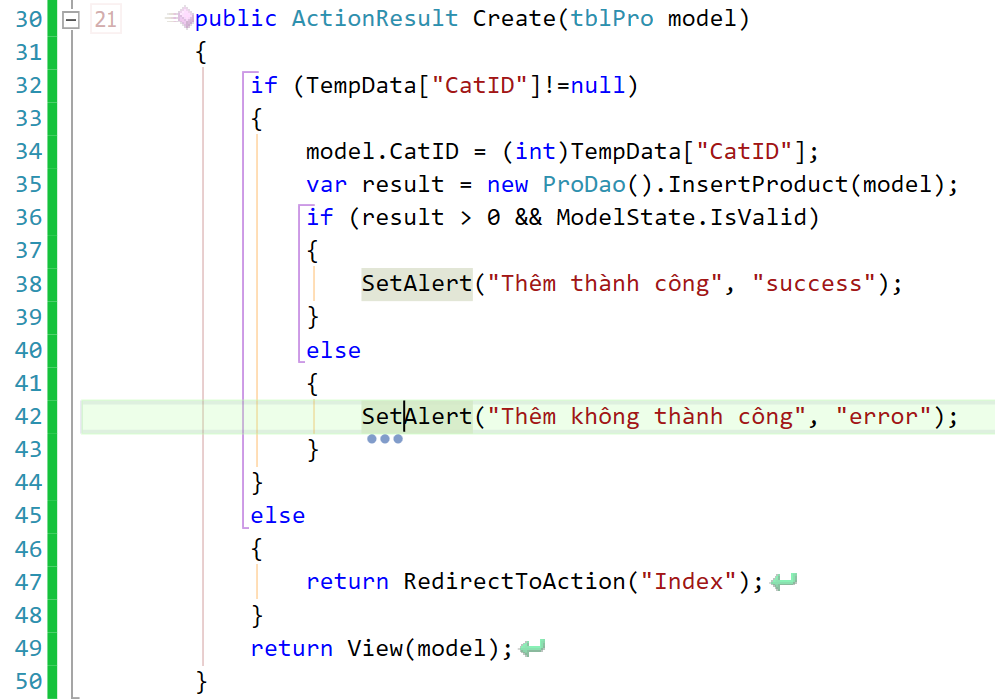 30 21 public ActionResult Create(tblPro model)
31 {
32 if (TempData["CatID"]!=null)
33 {
34 model.CatID = (int)TempData["CatID"];
35 var result = new ProDao().InsertProduct(model);
36 if (result > 0 && ModelState.IsValid)
37 {
38 SetAlert("Thêm thành công", "success");
39 }
40 else
41 {
42 SetAlert("Thêm không thành công", "error");
43 }
44 }
45 else
46 {
47 return RedirectToAction("Index");
48 }
49 return View(model);
50 }